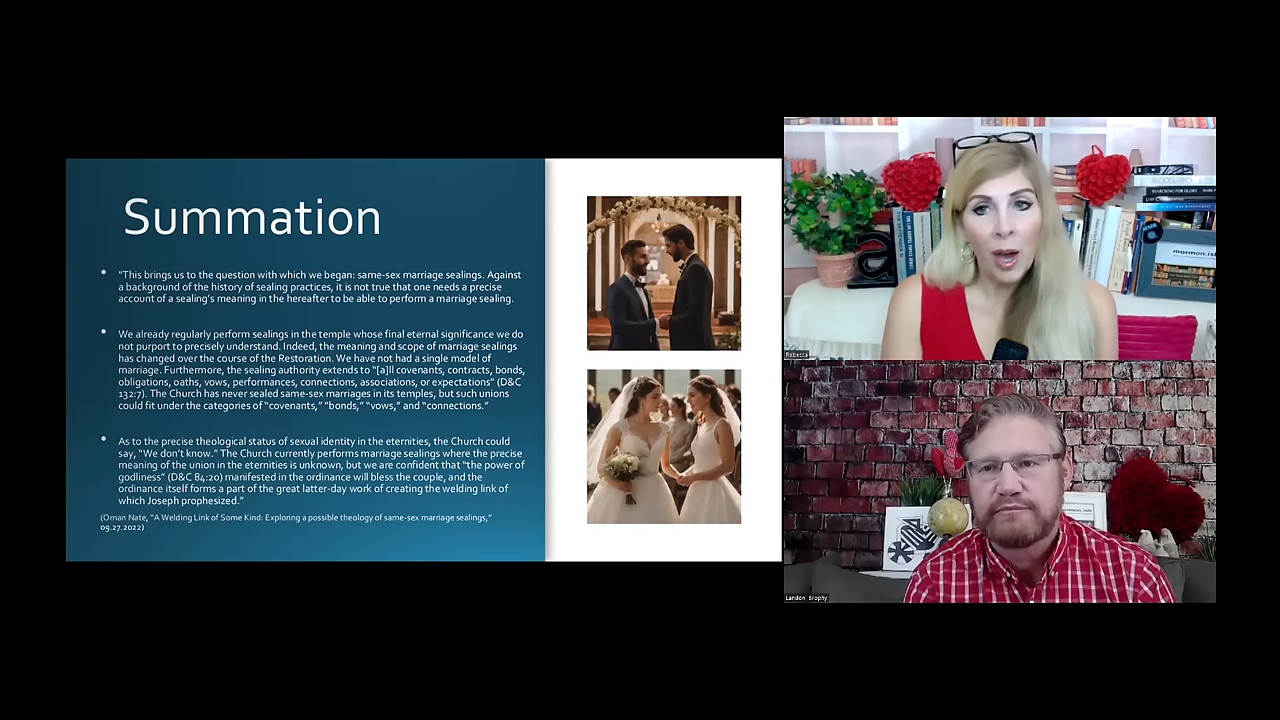 Summation
• "This brings us to the question with which we began: same-sex marriage sealings. Against
a background of the history of sealing practices, it is not true that one needs a precise
account of a sealing's meaning in the hereafter to be able to perform a marriage sealing.
• We already regularly perform sealings in the temple whose final eternal significance we do
not purport to precisely understand. Indeed, the meaning and scope of marriage sealings
has changed over the course of the Restoration. We have not had a single model of
marriage. Furthermore, the sealing authority extends to "[a]ll covenants, contracts, bonds,
obligations, oaths, vows, performances, connections, associations, or expectations" (D&C
132:7). The Church has never sealed same-sex marriages in its temples, but such unions
could fit under the categories of "covenants," "bonds," "vows," and "connections."
• As to the precise theological status of sexual identity in the eternities, the Church could
say, "We don't know." The Church currently performs marriage sealings where the precise
meaning of the union in the eternities is unknown, but we are confident that "the power of
godliness" (D&C 84:20) manifested in the ordinance will bless the couple, and the
ordinance itself forms a part of the great latter-day work of creating the welding link of
which Joseph prophesized."
(Oman Nate, "A Welding Link of Some Kind: Exploring a possible theology of same-sex marriage sealings,"
09.27.2022)
a
mormon.ish
Rebecca
Landon Brophy